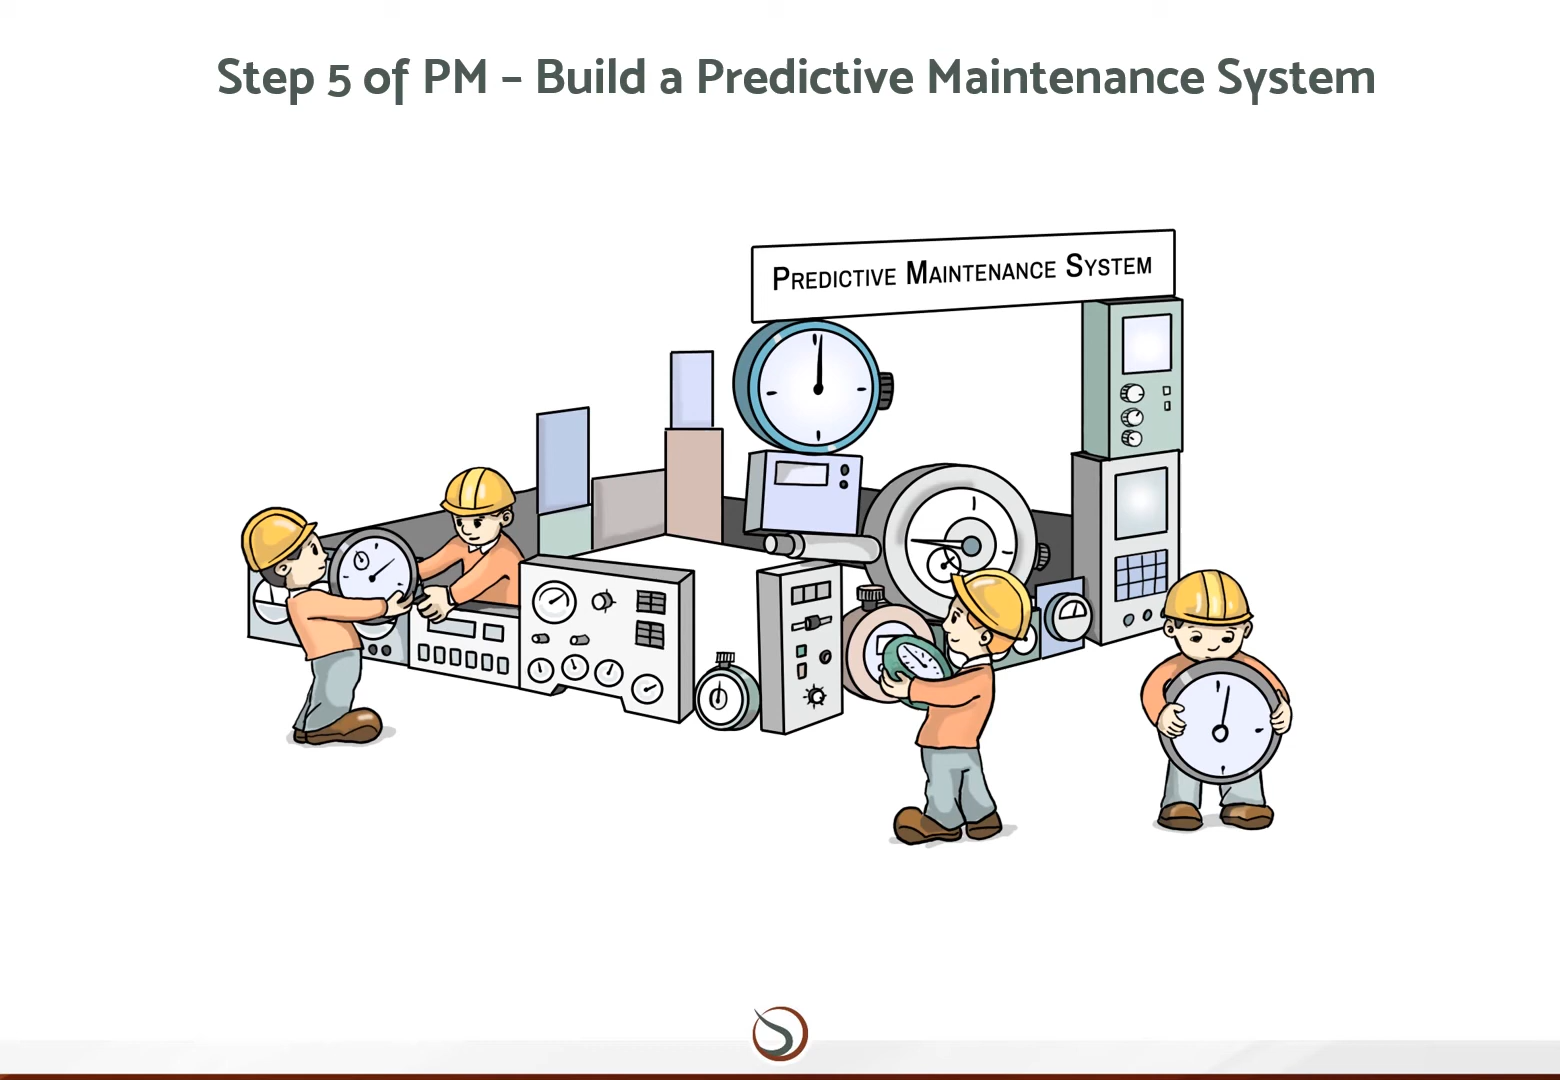 Step 5 of PM – Build a Predictive Maintenance System
PREDICTIVE MAINTENANCE SYSTEM